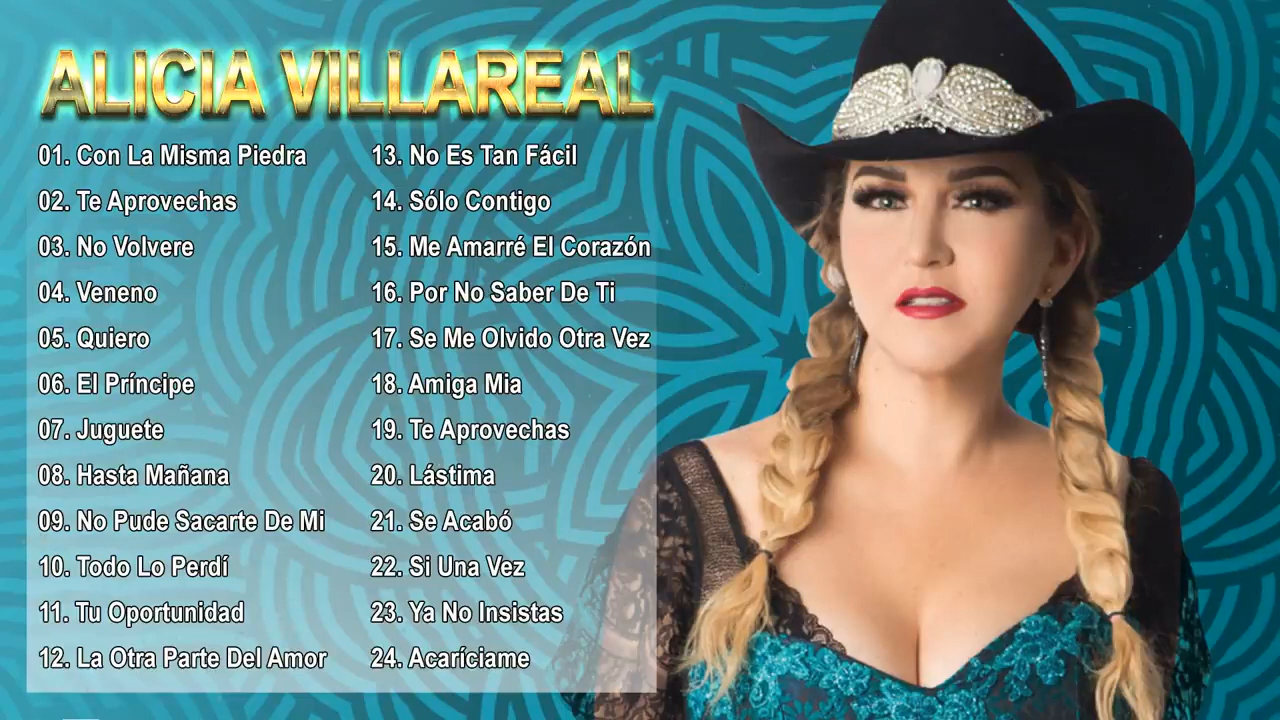 ALICIA VILLAREAL
01. Con La Misma Piedra
02. Te Aprovechas
03. No Volvere
04. Veneno
05. Quiero
06. El Príncipe
07. Juguete
08. Hasta Mañana
09. No Pude Sacarte De Mi
10. Todo Lo Perdí
11. Tu Oportunidad
12. La Otra Parte Del Amor
13. No Es Tan Fácil
14. Sólo Contigo
15. Me Amarré El Corazón
16. Por No Saber De Ti
17. Se Me Olvido Otra Vez
18. Amiga Mia
19. Te Aprovechas
20. Lástima
21. Se Acabó
22. Si Una Vez
23. Ya No Insistas
24. Acaríciame